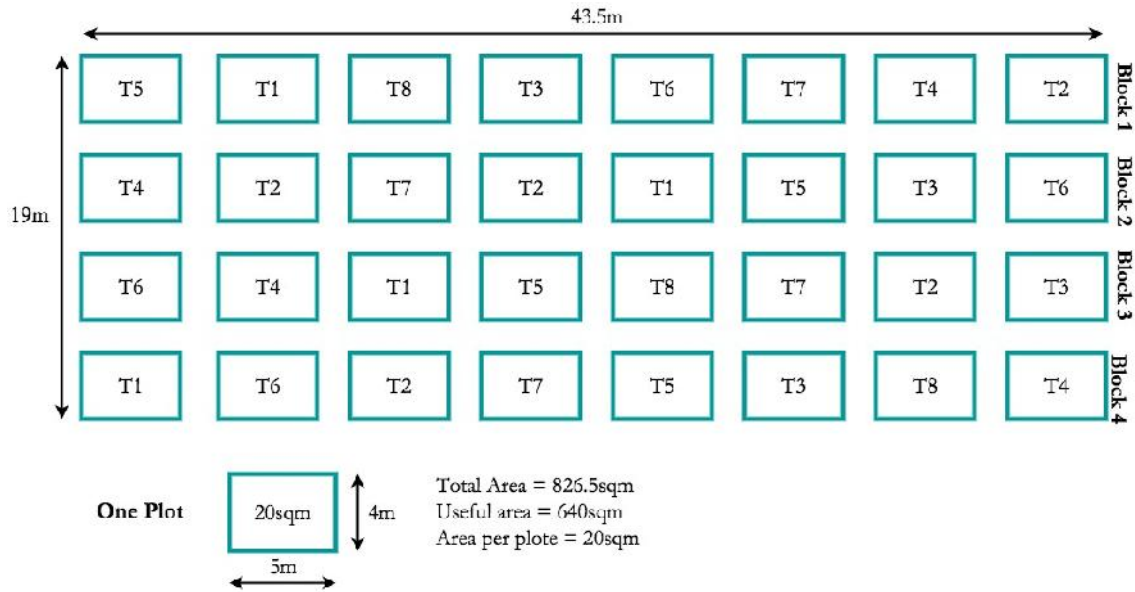 43.5m
T5 T1 T8 T3 T6 T7 T4 T2 Block 1
T4 T2 T7 T2 T1 T5 T3 T6 Block 2
19m
T6 T4 T1 T5 T8 T7 T2 T3 Block 3
T1 T6 T2 T7 T5 T3 T8 T4 Block 4
One Plot
20sqm
4m
5m
Total Area = 826.5sqm
Useful area = 640sqm
Area per plote = 20sqm